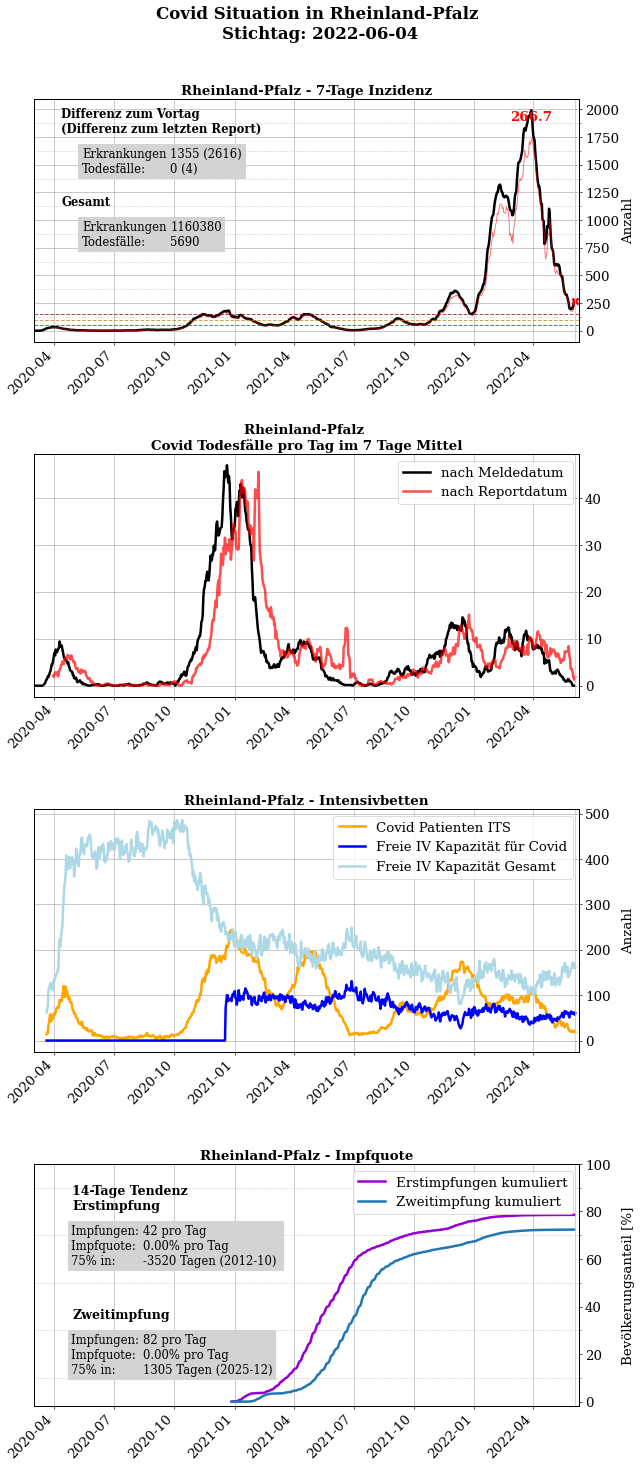 Covid Situation in Rheinland-Pfalz
Stichtag: 2022-06-04
Rheinland-Pfalz - 7-Tage Inzidenz
Differenz zum Vortag
(Differenz zum letzten Report)
Erkrankungen 1355 (2616)
Todesfälle: 0 (4)
Gesamt
Erkrankungen 1160380
Todesfälle: 5690
266.7
2000
1750
1500
1250
1000
750
500
250
0
Anzahl
2020-04
2020-07
2020-10
2021-01
2021-04
2021-07
2021-10
2022-01
2022-04
Rheinland-Pfalz
Covid Todesfälle pro Tag im 7 Tage Mittel
nach Meldedatum
nach Reportdatum
40
30
20
10
0
2020-04
2020-07
2020-10
2021-01
2021-04
2021-07
2021-10
2022-01
2022-04
Rheinland-Pfalz - Intensivbetten
Covid Patienten ITS
Freie IV Kapazität für Covid
Freie IV Kapazität Gesamt
500
400
300
200
100
0
Anzahl
2020-04
2020-07
2020-10
2021-01
2021-04
2021-07
2021-10
2022-01
2022-04
Rheinland-Pfalz - Impfquote
14-Tage Tendenz
Erstimpfung
Impfungen: 42 pro Tag
Impfquote: 0.00% pro Tag
75% in: -3520 Tagen (2012-10)
Zweitimpfung
Impfungen: 82 pro Tag
Impfquote: 0.00% pro Tag
75% in: 1305 Tagen (2025-12)
Erstimpfungen kumuliert
Zweitimpfung kumuliert
100
80
60
40
20
0
Bevölkerungsanteil [%]
2020-04
2020-07
2020-10
2021-01
2021-04
2021-07
2021-10
2022-01
2022-04